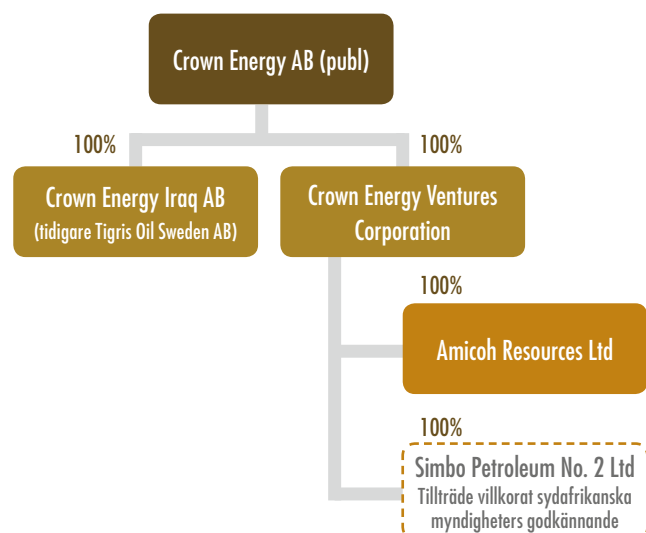 Crown Energy AB (publ)
100%
100%
Crown Energy Iraq AB
(tidigare Tigris Oil Sweden AB)
Crown Energy Ventures
Corporation
100%
Amicoh Resources Ltd
100%
Simbo Petroleum No. 2 Ltd
Tillträde villkorat sydafrikanska
myndigheters godkännande